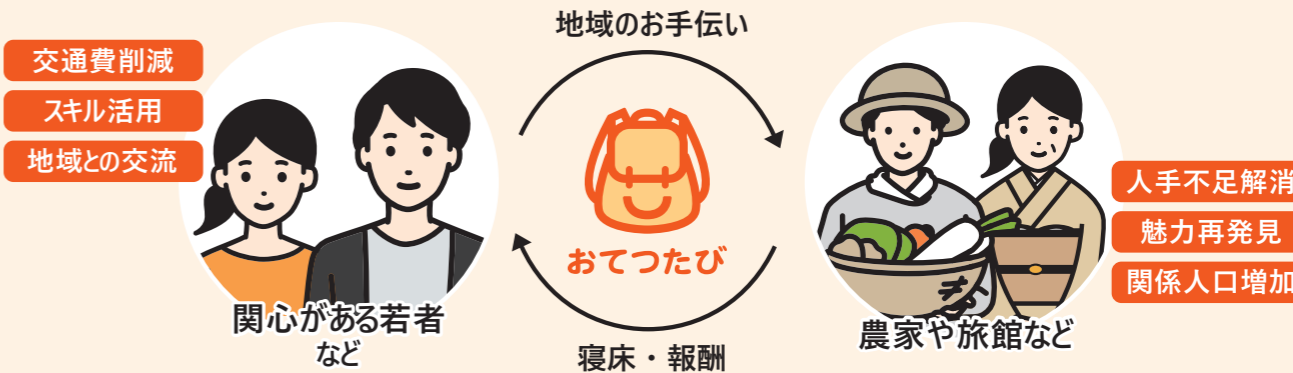 地域のお手伝い
交通費削減
スキル活用
地域との交流
おてつたび
人手不足解消
魅力再発見
関係人口増加
関心がある若者
など
農家や旅館など
寝床・報酬